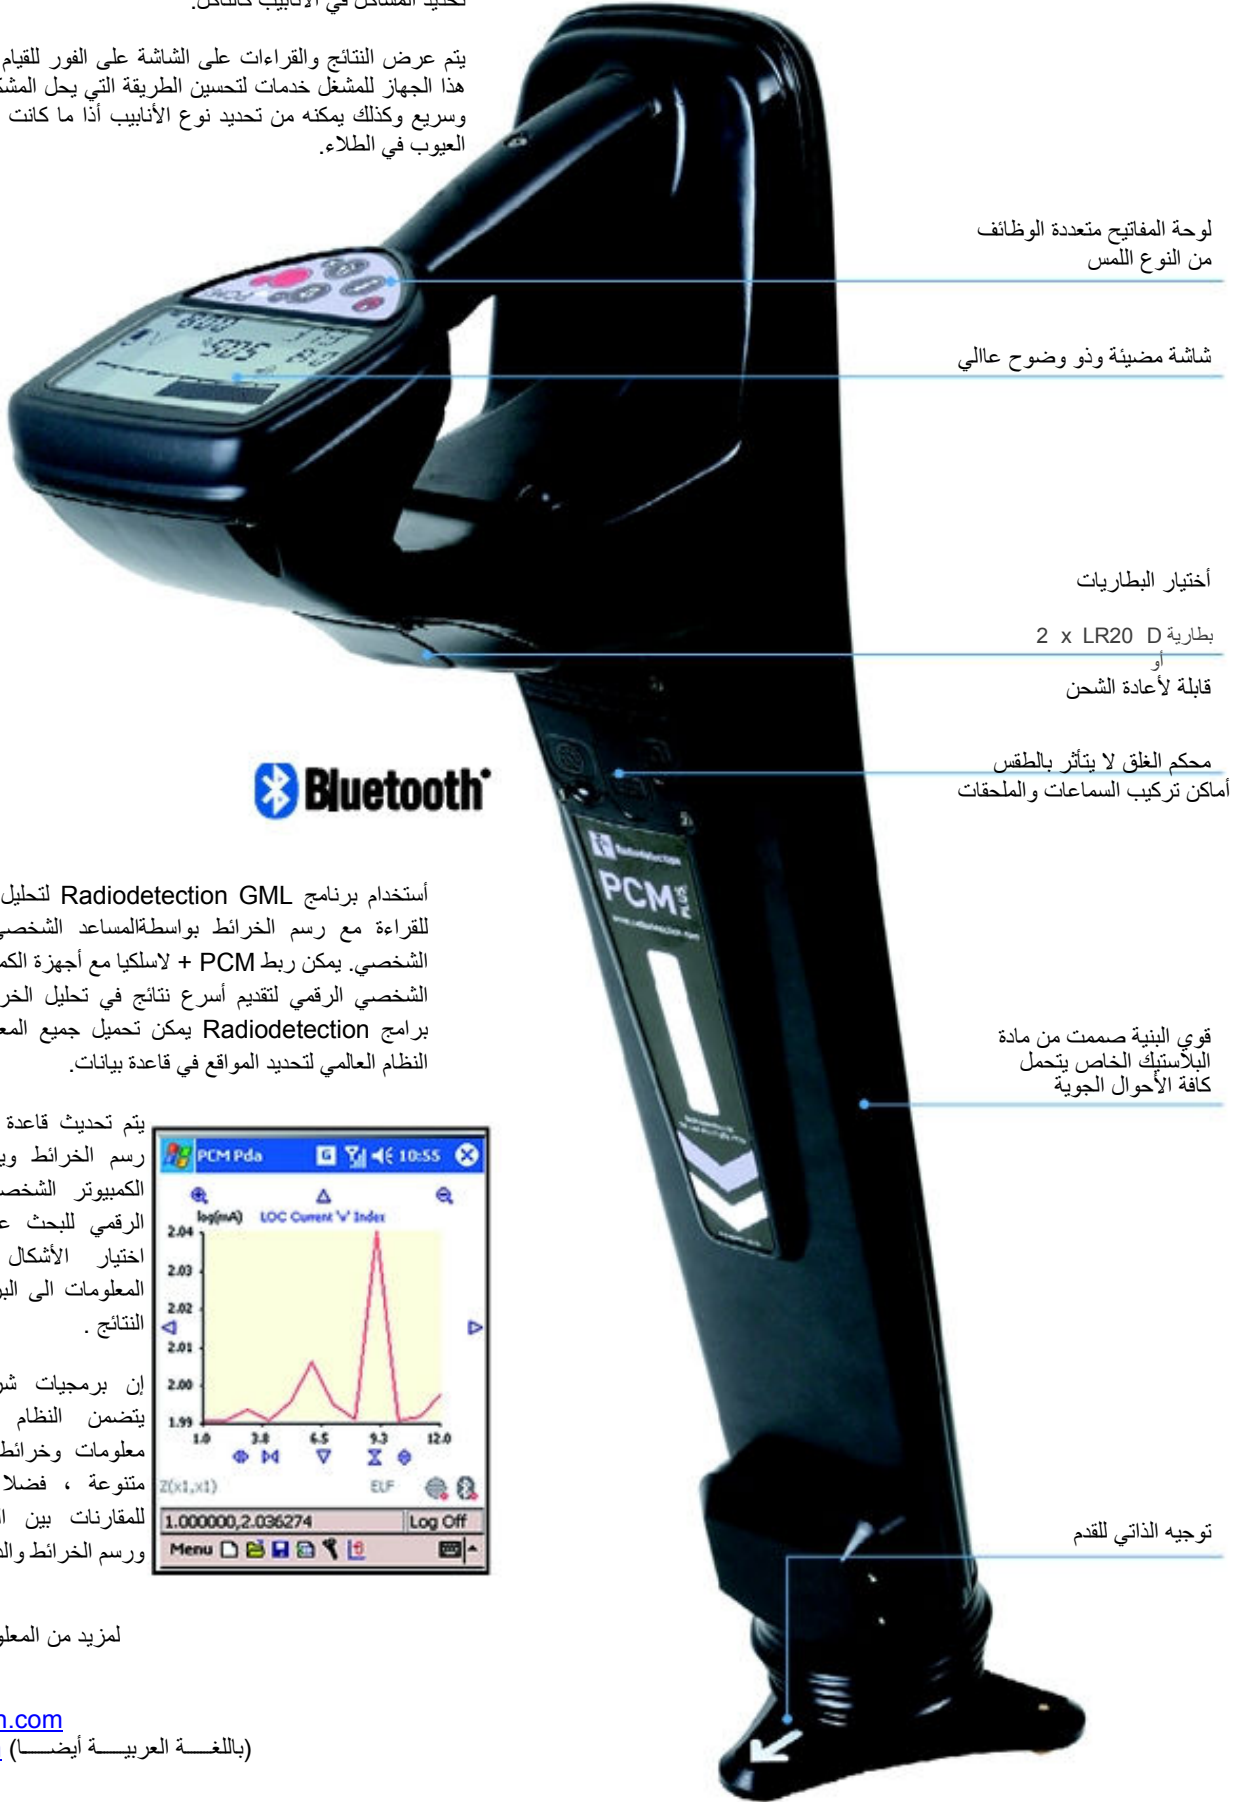 تحديد المشاكل في الأنابيب كالتآكل.
يتم عرض النتائج والقراءات على الشاشة على الفور للقيام
هذا الجهاز للمشغل خدمات لتحسين الطريقة التي يحل
وسريع وكذلك يمكنه من تحديد نوع الأنابيب أذا ما كانت
العيوب في الطلاء.
لوحة المفاتيح متعددة الوظائف
من النوع اللمس
شاشة مضيئة وذو وضوح عاالي
أختيار البطاريات
بطارية 2 x LR20 D
أو
قابلة لأعادة الشحن
محكم الغلق لا يتأثر بالطقس
أماكن تركيب السماعات والملحقات
Bluetooth
Radiodetection
PCM PLUS
أستخدام برنامج Radiodetection GML لتحليل
للقراءة مع رسم الخرائط بواسطةالمساعد الشخصي
الشخصي. يمكن ربط PCM + لاسلكيا مع أجهزة
الشخصي الرقمي لتقديم أسرع نتائج في تحليل
برامج Radiodetection يمكن تحميل جميع
النظام العالمي لتحديد المواقع في قاعدة بيانات.
قوي البنية صممت من مادة
البلاستيك الخاص يتحمل
كافة الأحوال الجوية
يتم تحديث قاعدة
رسم الخرائط
الكمبيوتر
الرقمي للبحث
اختيار الأشكال
المعلومات الى
النتائج .
إن برمجيات
يتضمن النظام
معلومات وخرائط
متنوعة ، فضلا
للمقارنات بين
ورسم الخرائط
PCM Pda 10:55
log(mA) LOC Current 'v' Index
2.04
2.03
2.02
2.01
2.00
1.99
1.0 3.8 6.5 9.3 12.0
Z(x1,x1) ELF
1.000000,2.036274 Log Off
Menu
توجيه الذاتي للقدم
لمزيد من
n.com
(باللغـــة العربيـــة أيضـــا)